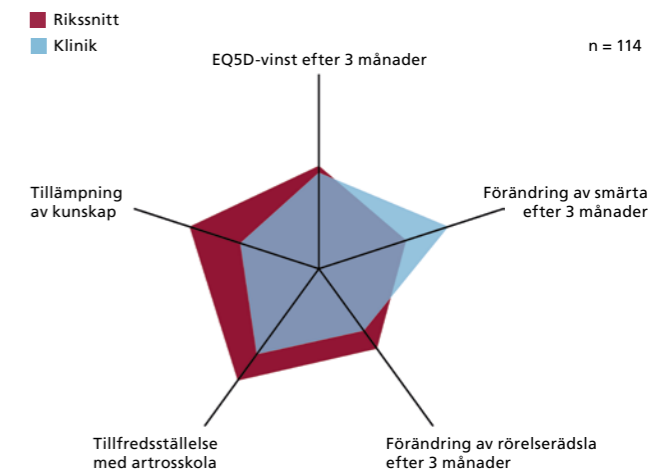 Rikssnitt
Klinik
n = 114
EQ5D-vinst efter 3 månader
Tillämpning
av kunskap
Förändring av smärta
efter 3 månader
Tillfredsställelse
med artrosskola
Förändring av rörelserädsla
efter 3 månader